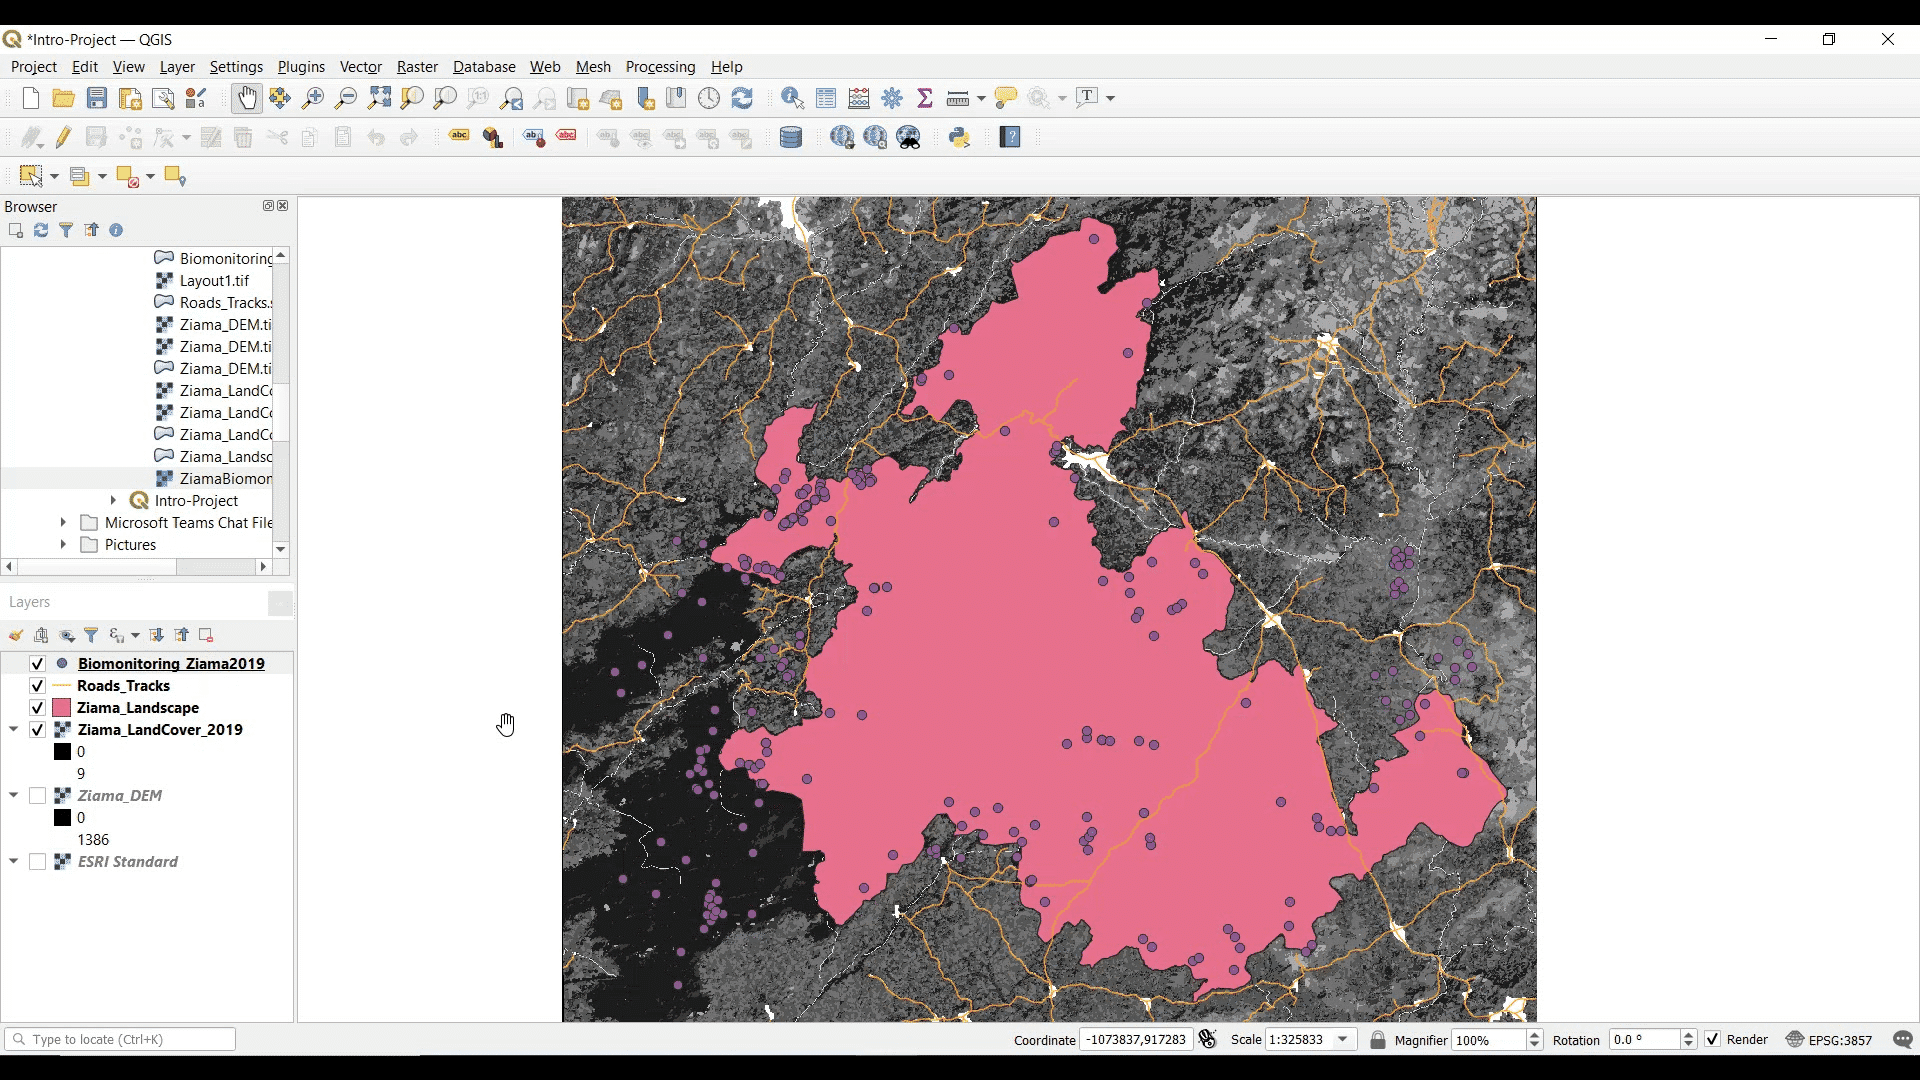 *Intro-Project — QGIS
Project Edit View Layer Settings Plugins Vector Raster Database Web Mesh Processing Help
Browser
Biomonitoring
Layout1.tif
Roads_Tracks.
Ziama_DEM.ti
Ziama_DEM.ti
Ziama_DEM.ti
Ziama_LandC
Ziama_LandC
Ziama_LandC
Ziama_Landsc
ZiamaBiomon
Intro-Project
Microsoft Teams Chat File
Pictures
Layers
Biomonitoring_Ziama2019
Roads_Tracks
Ziama_Landscape
Ziama_LandCover_2019
0
9
Ziama_DEM
0
1386
ESRI Standard
Type to locate (Ctrl+K) Coordinate -1073837,917283 Scale 1:325833 Magnifier 100% Rotation 0.0 ° Render EPSG:3857